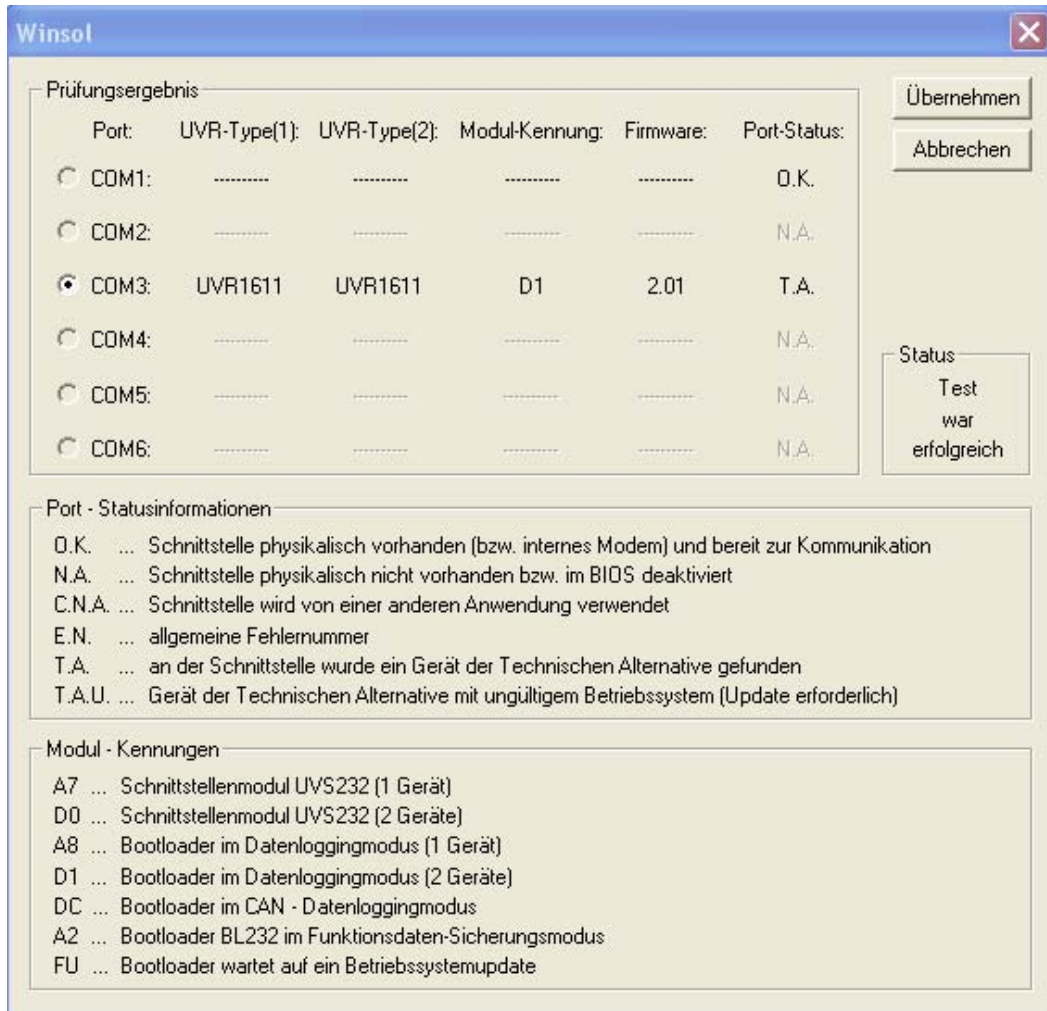 Winsol
Prüfungsergebnis
Übernehmen
Port: UVR-Type(1): UVR-Type(2): Modul-Kennung: Firmware: Port-Status:
Abbrechen
COM1: ---------- ---------- ---------- ---------- O.K.
COM2: ---------- ---------- ---------- ---------- N.A.
COM3: UVR1611 UVR1611 D1 2.01 T.A.
COM4: ---------- ---------- ---------- ---------- N.A.
COM5: ---------- ---------- ---------- ---------- N.A.
COM6: ---------- ---------- ---------- ---------- N.A.
Status
Test
war
erfolgreich
Port - Statusinformationen
O.K. ... Schnittstelle physikalisch vorhanden (bzw. internes Modem) und bereit zur Kommunikation
N.A. ... Schnittstelle physikalisch nicht vorhanden bzw. im BIOS deaktiviert
C.N.A. ... Schnittstelle wird von einer anderen Anwendung verwendet
E.N. ... allgemeine Fehlernummer
T.A. ... an der Schnittstelle wurde ein Gerät der Technischen Alternative gefunden
T.A.U. ... Gerät der Technischen Alternative mit ungültigem Betriebssystem (Update erforderlich)
Modul - Kennungen
A7 ... Schnittstellenmodul UVS232 (1 Gerät)
D0 ... Schnittstellenmodul UVS232 (2 Geräte)
A8 ... Bootloader im Datenloggingmodus (1 Gerät)
D1 ... Bootloader im Datenloggingmodus (2 Geräte)
DC ... Bootloader im CAN - Datenloggingmodus
A2 ... Bootloader BL232 im Funktionsdaten-Sicherungsmodus
FU ... Bootloader wartet auf ein Betriebssystemupdate